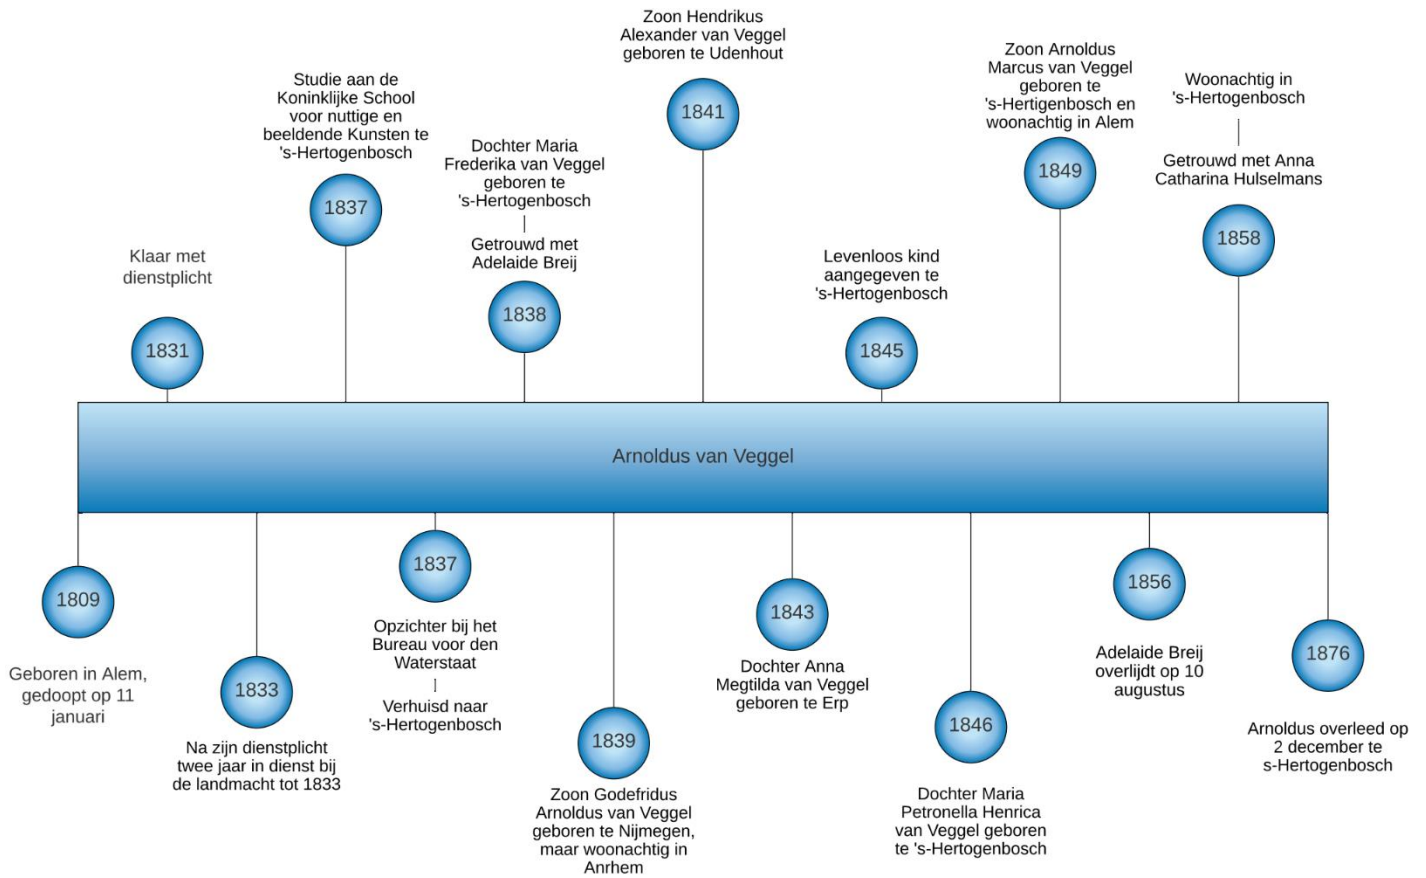 Zoon Hendrikus
Alexander van Veggel
geboren te Udenhout
1841
Studie aan de
Koninklijke School
voor nuttige en
beeldende Kunsten te
's-Hertogenbosch
1837
Dochter Maria
Frederika van Veggel
geboren te
's-Hertogenbosch
Getrouwd met
Adelaide Breij
1838
Zoon Arnoldus
Marcus van Veggel
geboren te
's-Hertigenbosch en
woonachtig in Alem
1849
Woonachtig in
's-Hertogenbosch
Getrouwd met Anna
Catharina Hulselmans
1858
Klaar met
dienstplicht
1831
Levenloos kind
aangegeven te
's-Hertogenbosch
1845
Arnoldus van Veggel
1809
Geboren in Alem,
gedoopt op 11
januari
1833
Na zijn dienstplicht
twee jaar in dienst bij
de landmacht tot 1833
1837
Opzichter bij het
Bureau voor den
Waterstaat
Verhuisd naar
's-Hertogenbosch
1839
Zoon Godefridus
Arnoldus van Veggel
geboren te Nijmegen,
maar woonachtig in
Anrhem
1843
Dochter Anna
Megtilda van Veggel
geboren te Erp
1846
Dochter Maria
Petronella Henrica
van Veggel geboren
te 's-Hertogenbosch
1856
Adelaide Breij
overlijdt op 10
augustus
1876
Arnoldus overleed op
2 december te
s-Hertogenbosch